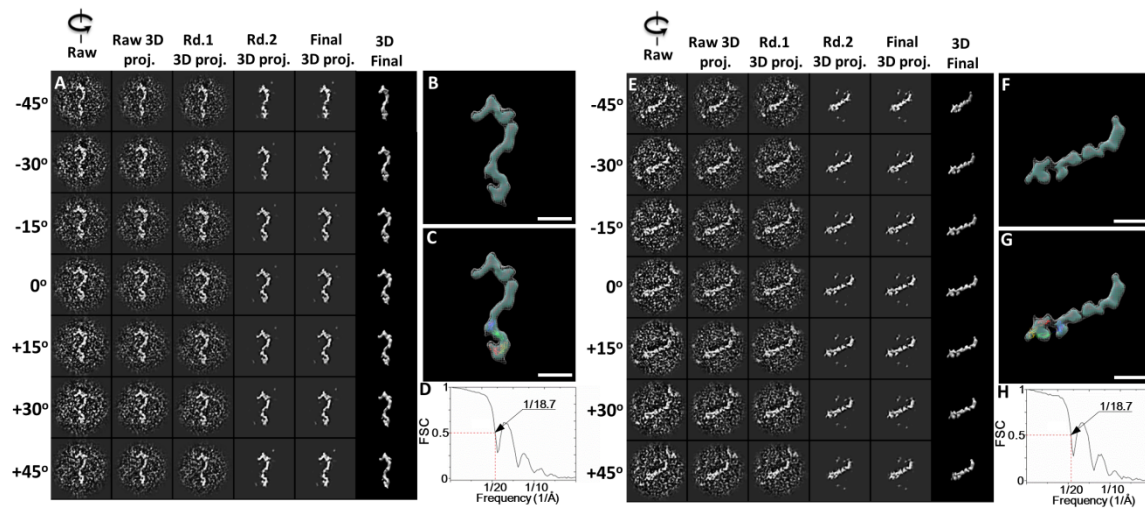 Raw
Raw 3D proj.
Rd.1 3D proj.
Rd.2 3D proj.
Final 3D proj.
3D Final
A
-45º
-30º
-15º
0º
+15º
+30º
+45º
B
C
D
1/18.7
1
0.5
0
FSC
1/20 1/10
Frequency (1/Å)
Raw
Raw 3D proj.
Rd.1 3D proj.
Rd.2 3D proj.
Final 3D proj.
3D Final
E
-45º
-30º
-15º
0º
+15º
+30º
+45º
F
G
H
1/18.7
1
0.5
0
FSC
1/20 1/10
Frequency (1/Å)